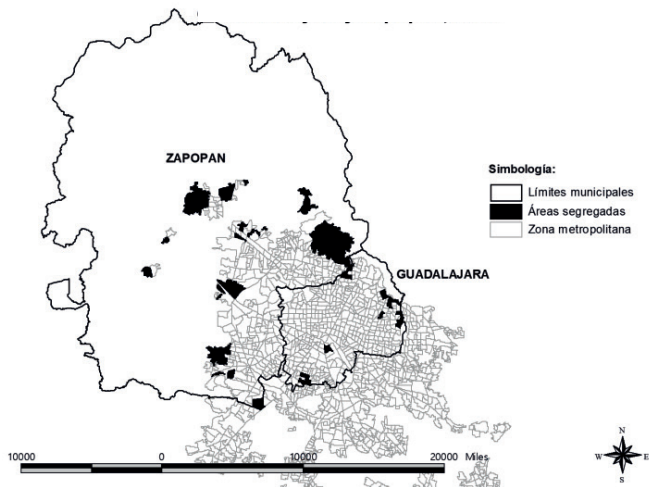 ZAPOPAN
Simbología:
Límites municipales
Áreas segregadas
Zona metropolitana
GUADALAJARA
10000 0 10000 20000 Miles
N
W E
S